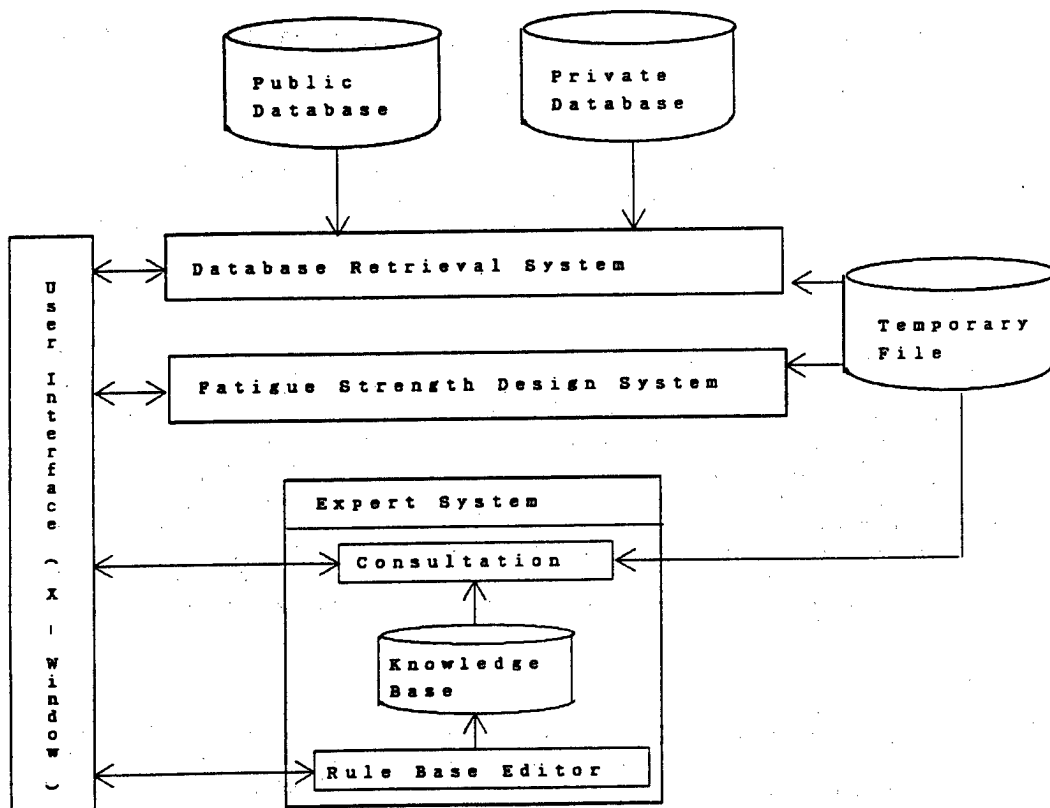 Public
Database
Private
Database
Database Retrieval System
Temporary
File
Fatigue Strength Design System
User Interface (X-Window)
Expert System
Consultation
Knowledge
Base
Rule Base Editor